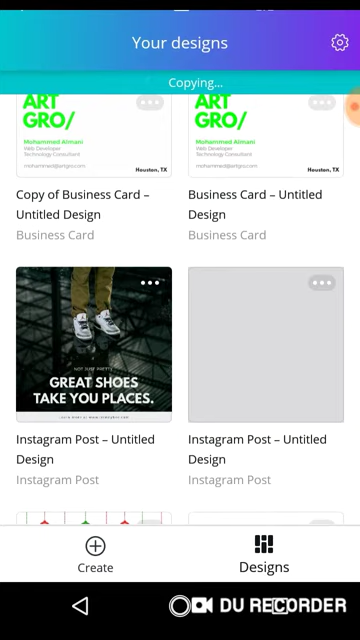 Your designs
Copying...
ART
GRO/
Mohammed Almani
Web Developer
Technology Consultant
mohammed@artgro.com
Houston, TX
ART
GRO/
Mohammed Almani
Web Developer
Technology Consultant
mohammed@artgro.com
Houston, TX
Copy of Business Card –
Untitled Design
Business Card
Business Card – Untitled
Design
Business Card
NOT JUST PRETTY
GREAT SHOES
TAKE YOU PLACES.
Instagram Post – Untitled
Design
Instagram Post
Instagram Post – Untitled
Design
Instagram Post
Create
Designs
DU RECORDER